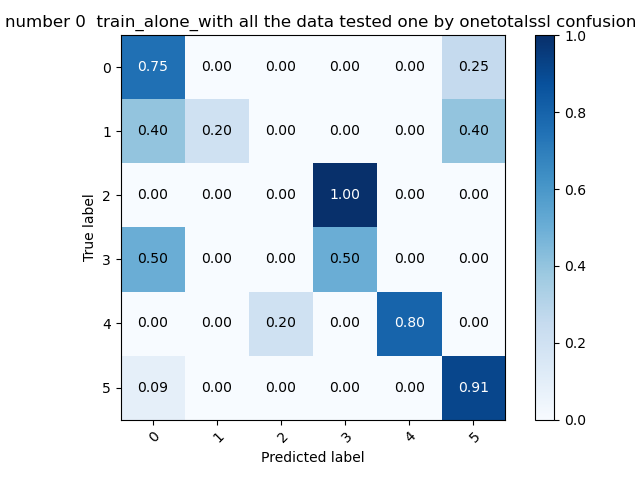 number 0  train_alone_with all the data tested one by onetotalssl confusion
True label
0 0.75 0.00 0.00 0.00 0.00 0.25
1 0.40 0.20 0.00 0.00 0.00 0.40
2 0.00 0.00 0.00 1.00 0.00 0.00
3 0.50 0.00 0.00 0.50 0.00 0.00
4 0.00 0.00 0.20 0.00 0.80 0.00
5 0.09 0.00 0.00 0.00 0.00 0.91
0 1 2 3 4 5
Predicted label
1.0
0.8
0.6
0.4
0.2
0.0